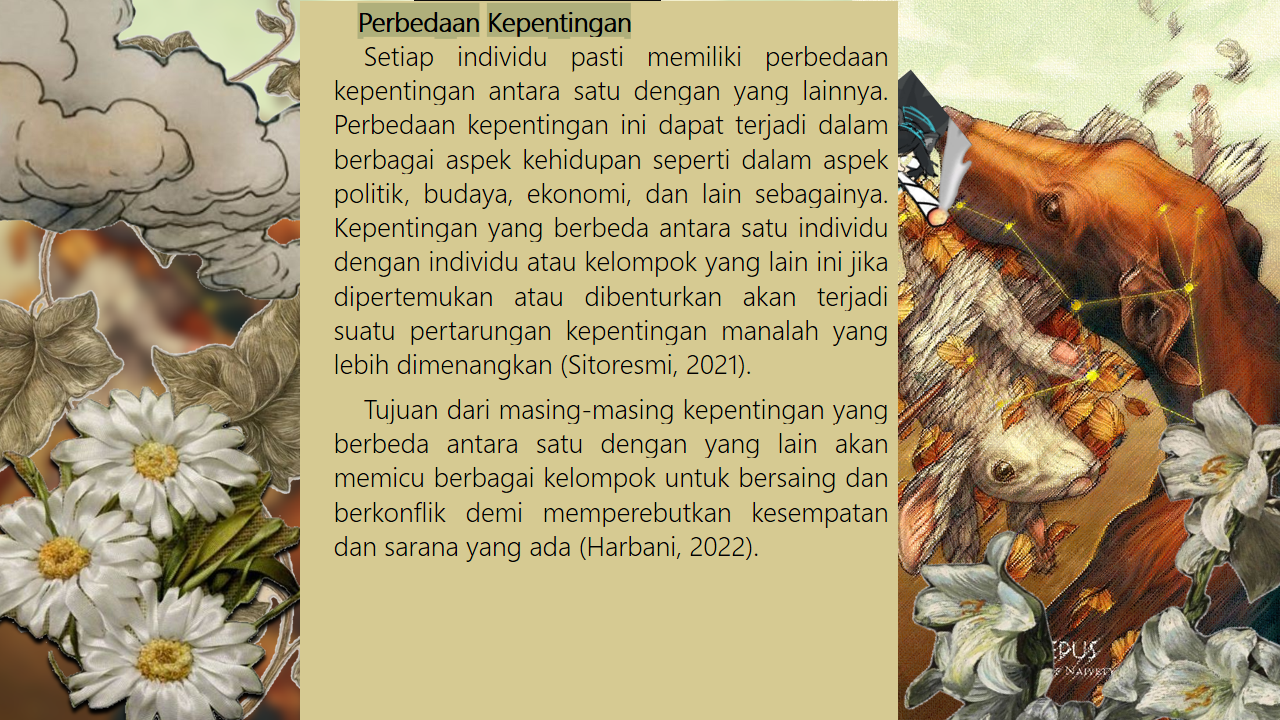 Perbedaan Kepentingan
Setiap individu pasti memiliki perbedaan
kepentingan antara satu dengan yang lainnya.
Perbedaan kepentingan ini dapat terjadi dalam
berbagai aspek kehidupan seperti dalam aspek
politik, budaya, ekonomi, dan lain sebagainya.
Kepentingan yang berbeda antara satu individu
dengan individu atau kelompok yang lain ini jika
dipertemukan atau dibenturkan akan terjadi
suatu pertarungan kepentingan manalah yang
lebih dimenangkan (Sitoresmi, 2021).
Tujuan dari masing-masing kepentingan yang
berbeda antara satu dengan yang lain akan
memicu berbagai kelompok untuk bersaing dan
berkonflik demi memperebutkan kesempatan
dan sarana yang ada (Harbani, 2022).